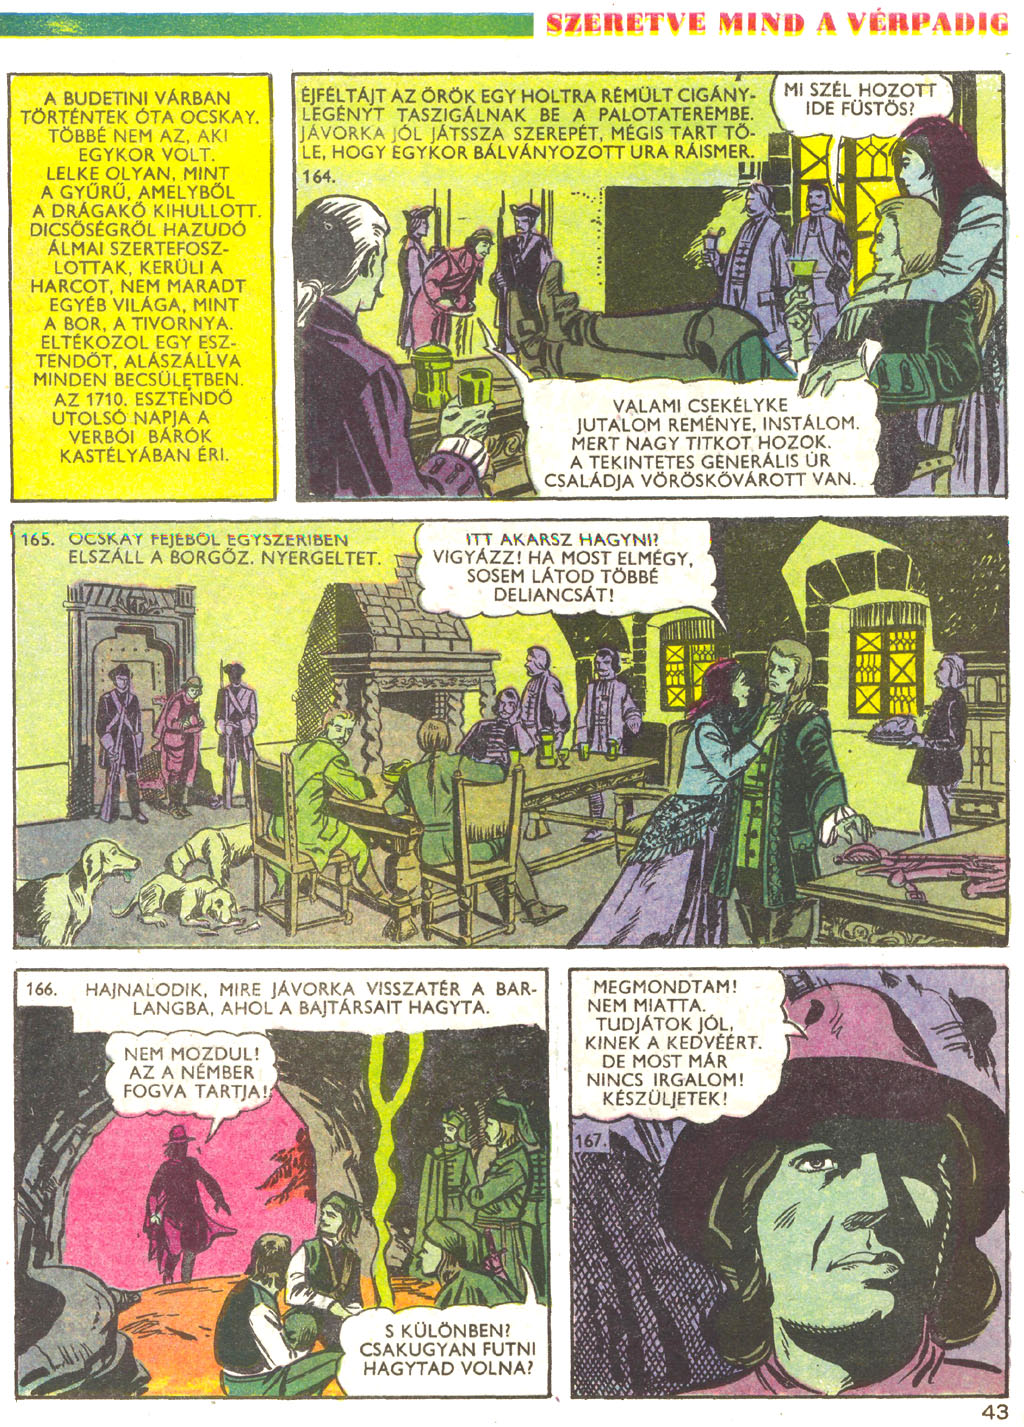 SZERETVE MIND A VÉRPADIG
A BUDETINI VÁRBAN
TÖRTÉNTEK ÓTA OCSKAY.
TÖBBÉ NEM AZ, AKI
EGYKOR VOLT.
LELKE OLYAN, MINT
A GYŰRŰ, AMELYBŐL
A DRÁGAKŐ KIHULLOTT.
DICSŐSÉGRŐL HAZUDÓ
ÁLMAI SZERTEFOSZ-
LOTTAK, KERÜLI A
HARCOT, NEM MARADT
EGYÉB VILÁGA, MINT
A BOR, A TIVORNYA.
ELTÉKOZOL EGY ESZ-
TENDŐT, ALÁSZÁLLVA
MINDEN BECSÜLETBEN.
AZ 1710. ESZTENDŐ
UTOLSÓ NAPJA A
VERBÓI BÁRÓK
KASTÉLYÁBAN ÉRI.
ÉJFÉLTÁJT AZ ŐRÖK EGY HOLTRA RÉMÜLT CIGÁNY-
LEGÉNYT TASZIGÁLNAK BE A PALOTATEREMBE.
JÁVORKA JÓL JÁTSSZA SZEREPÉT, MÉGIS TART TŐ-
LE, HOGY EGYKOR BÁLVÁNYOZOTT URA RÁISMER.
164.
MI SZÉL HOZOTT
IDE FÜSTÖS?
VALAMI CSEKÉLYKE
JUTALOM REMÉNYE, INSTÁLOM.
MERT NAGY TITKOT HOZOK.
A TEKINTETES GENERÁLIS ÚR
CSALÁDJA VÖRÖSKŐVÁROTT VAN.
165. OCSKAY FEJÉBŐL EGYSZERIBEN
ELSZÁLL A BORGŐZ. NYERGELTET.
ITT AKARSZ HAGYNI?
VIGYÁZZ! HA MOST ELMÉGY,
SOSEM LÁTOD TÖBBÉ
DELIANCSÁT!
166. HAJNALODIK, MIRE JÁVORKA VISSZATÉR A BAR-
LANGBA, AHOL A BAJTÁRSAIT HAGYTA.
NEM MOZDUL!
AZ A NÉMBER
FOGVA TARTJA!
S KÜLÖNBEN?
CSAKUGYAN FUTNI
HAGYTAD VOLNA?
MEGMONDTAM!
NEM MIATTA.
TUDJÁTOK JÓL,
KINEK A KEDVÉÉRT.
DE MOST MÁR
NINCS IRGALOM!
KÉSZÜLJETEK!
167.
43